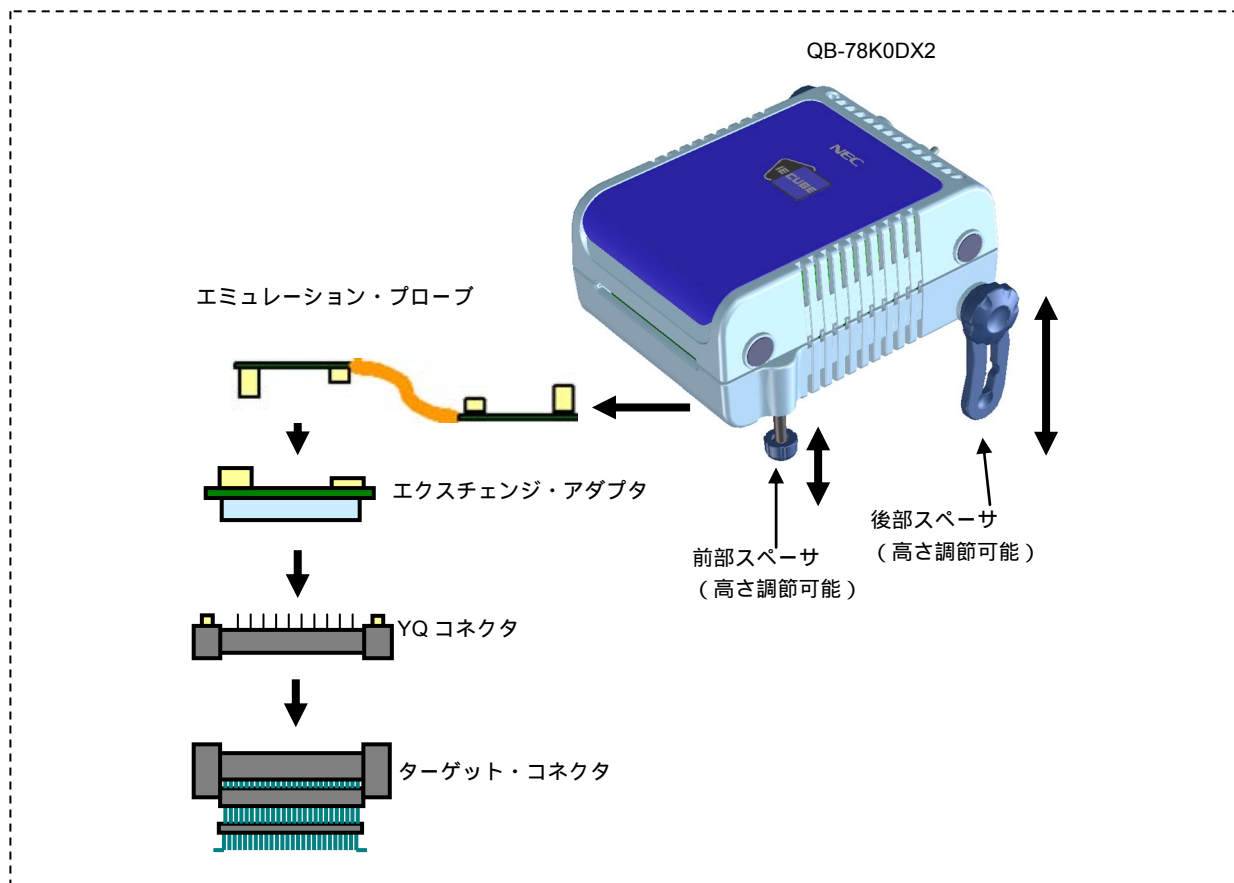 QB-78K0DX2
NEC
IE CUBE
エミュレーション・プローブ
エクスチェンジ・アダプタ
後部スペーサ
（高さ調節可能）
前部スペーサ
（高さ調節可能）
YQ コネクタ
ターゲット・コネクタ